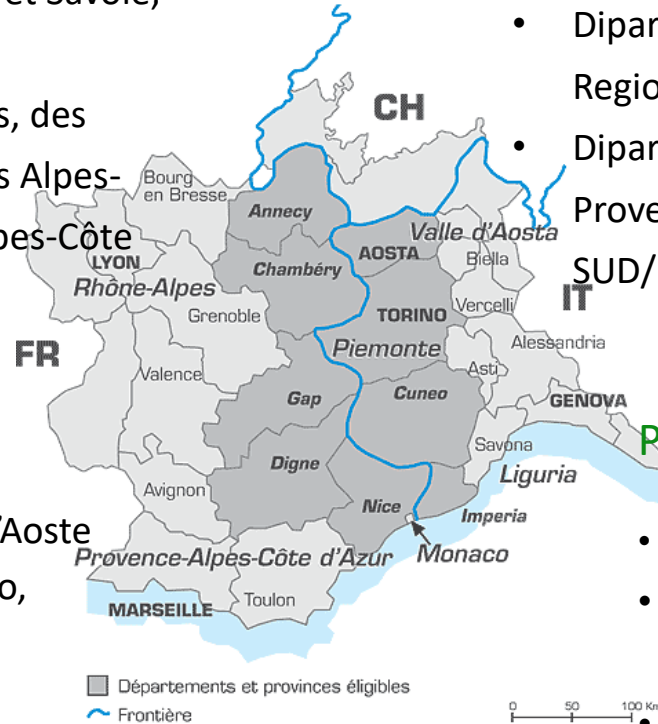 et Savoie,
s, des
s Alpes-
pes-Côte
'Aoste
o,
• Dipar
Regio
• Dipar
Prove
SUD/
P
•
•
CH
FR
IT
Bourg
en Bresse
Annecy
LYON
Rhône-Alpes
Chambéry
Grenoble
Valle d'Aosta
AOSTA
Biella
TORINO
Vercelli
Piemonte
Alessandria
Valence
Asti
Gap
Cuneo
GENOVA
Digne
Savona
Liguria
Avignon
Nice
Imperia
Provence-Alpes-Côte d'Azur
Monaco
MARSEILLE
Toulon
Départements et provinces éligibles
Frontière
0 50 100 Km